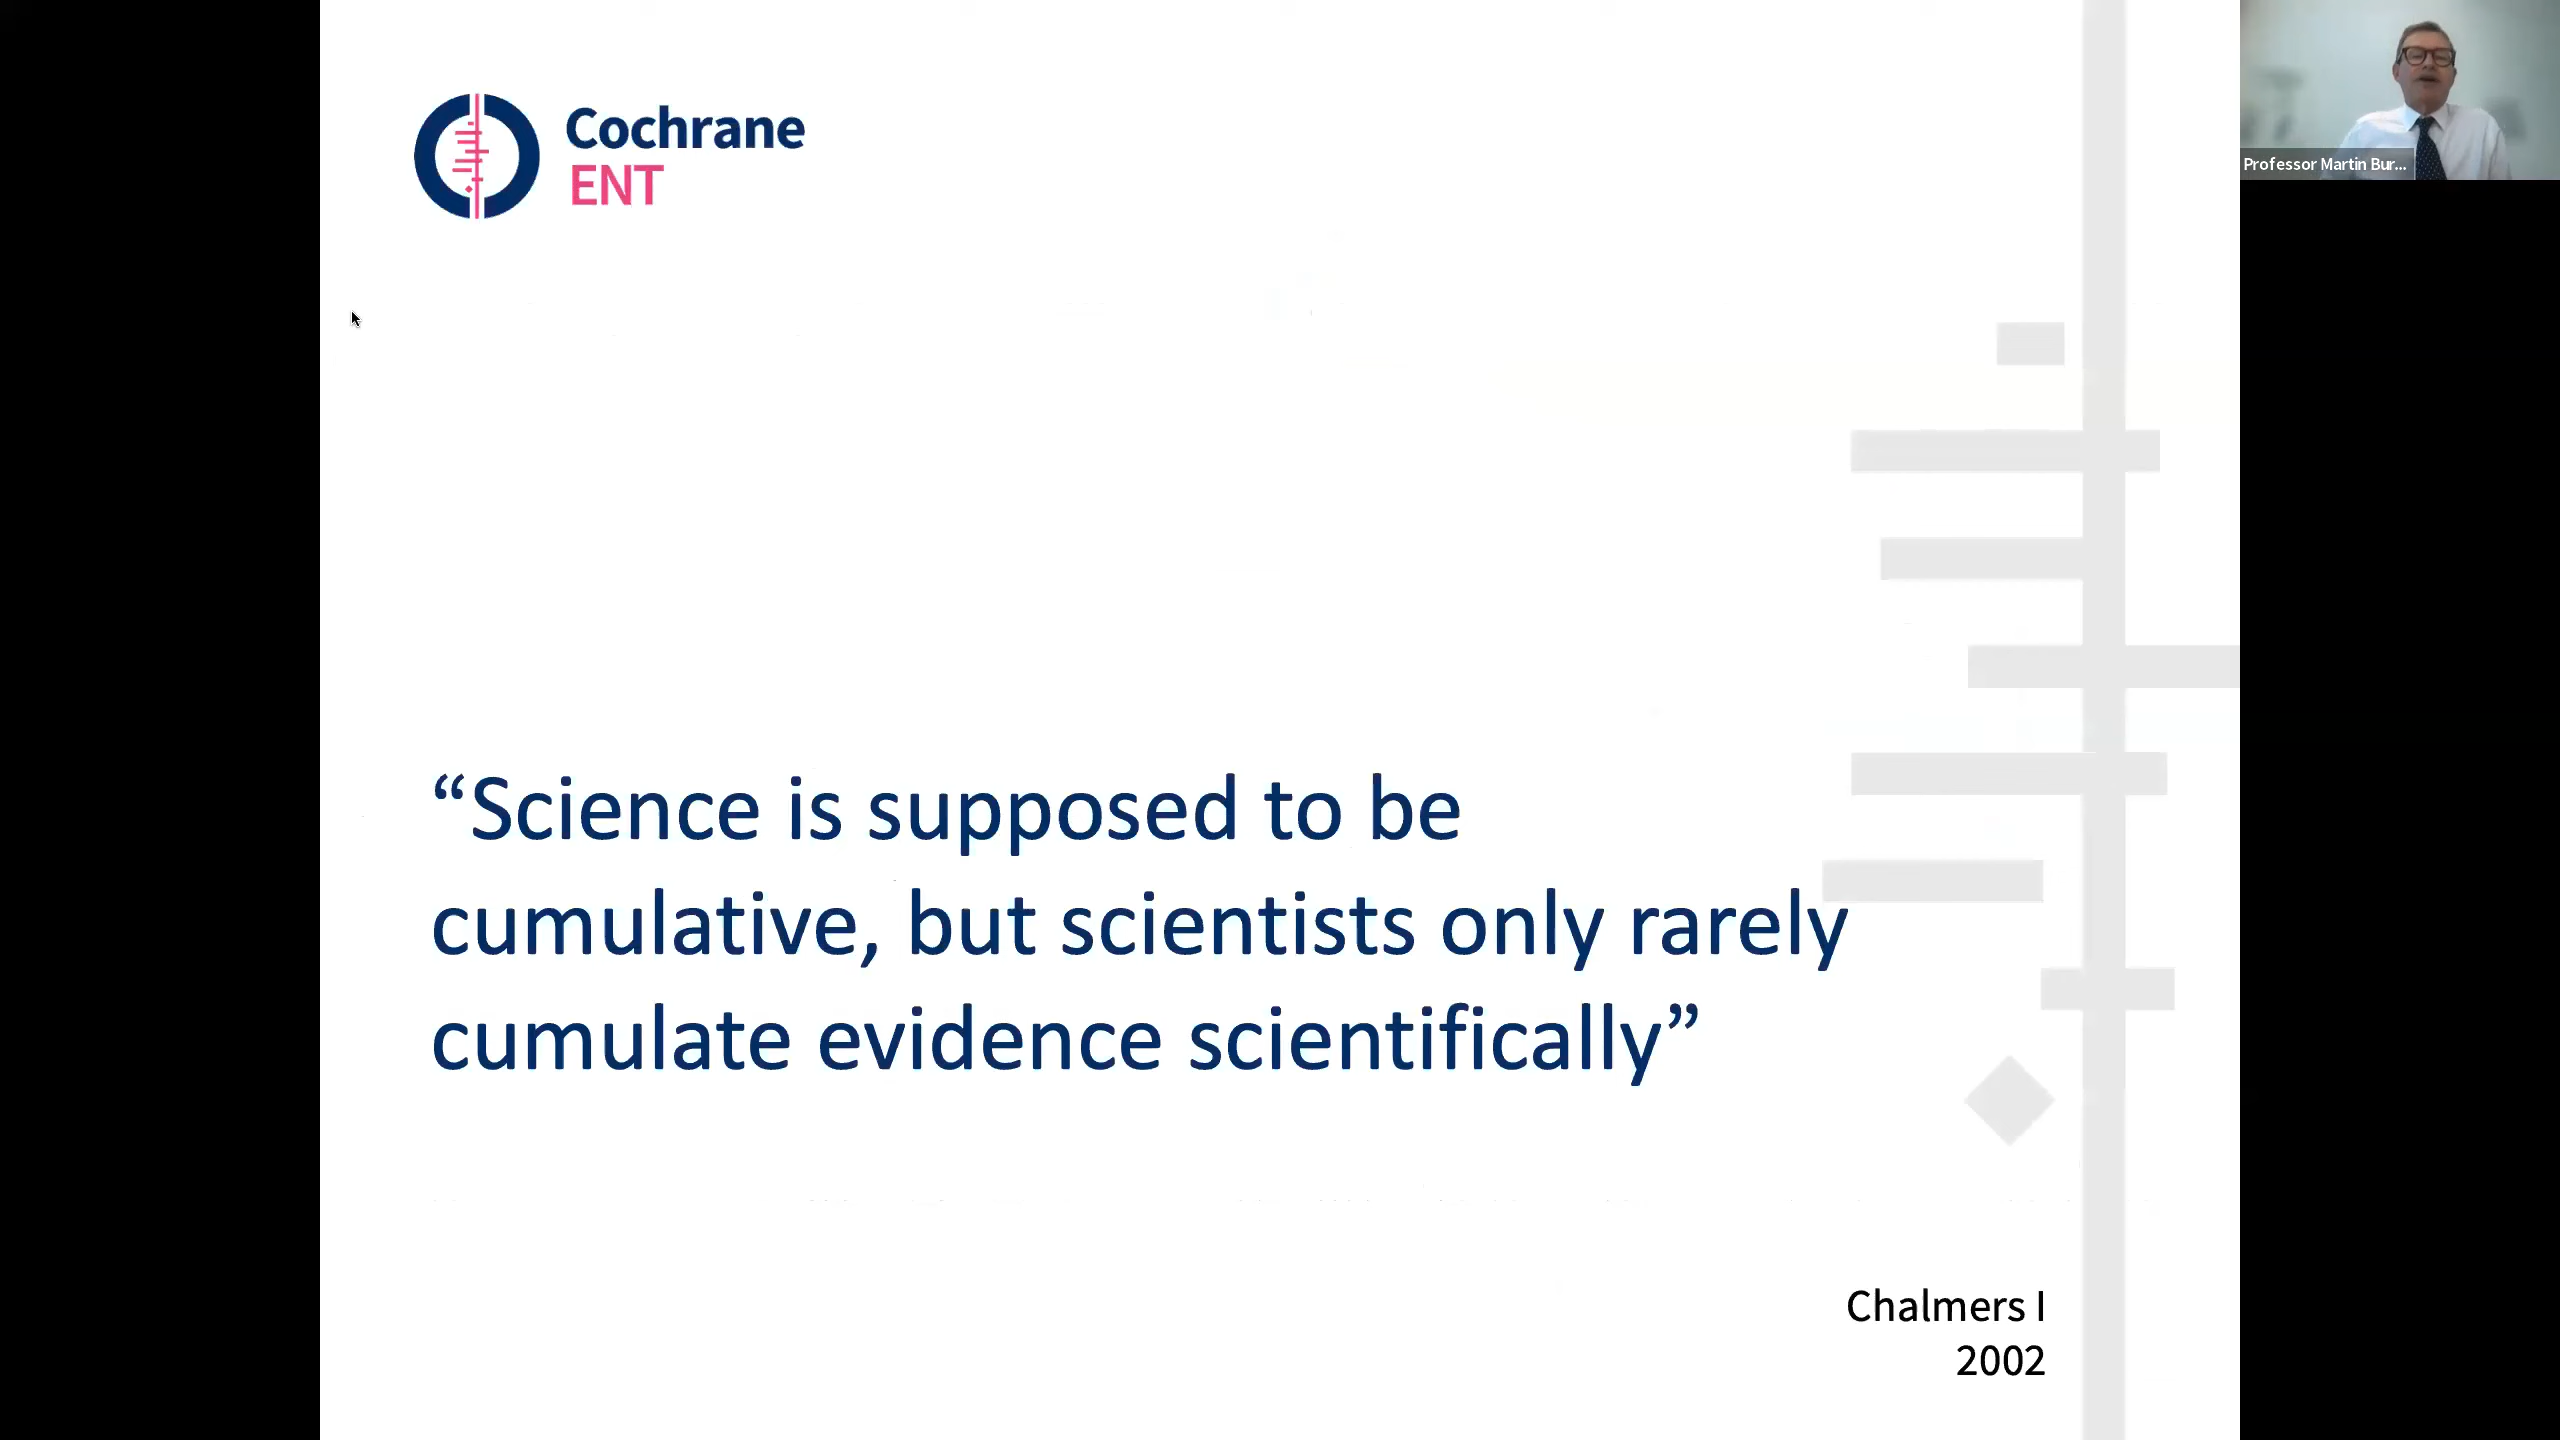 Cochrane
ENT
Professor Martin Bur...
“Science is supposed to be
cumulative, but scientists only rarely
cumulate evidence scientifically”
Chalmers I
2002